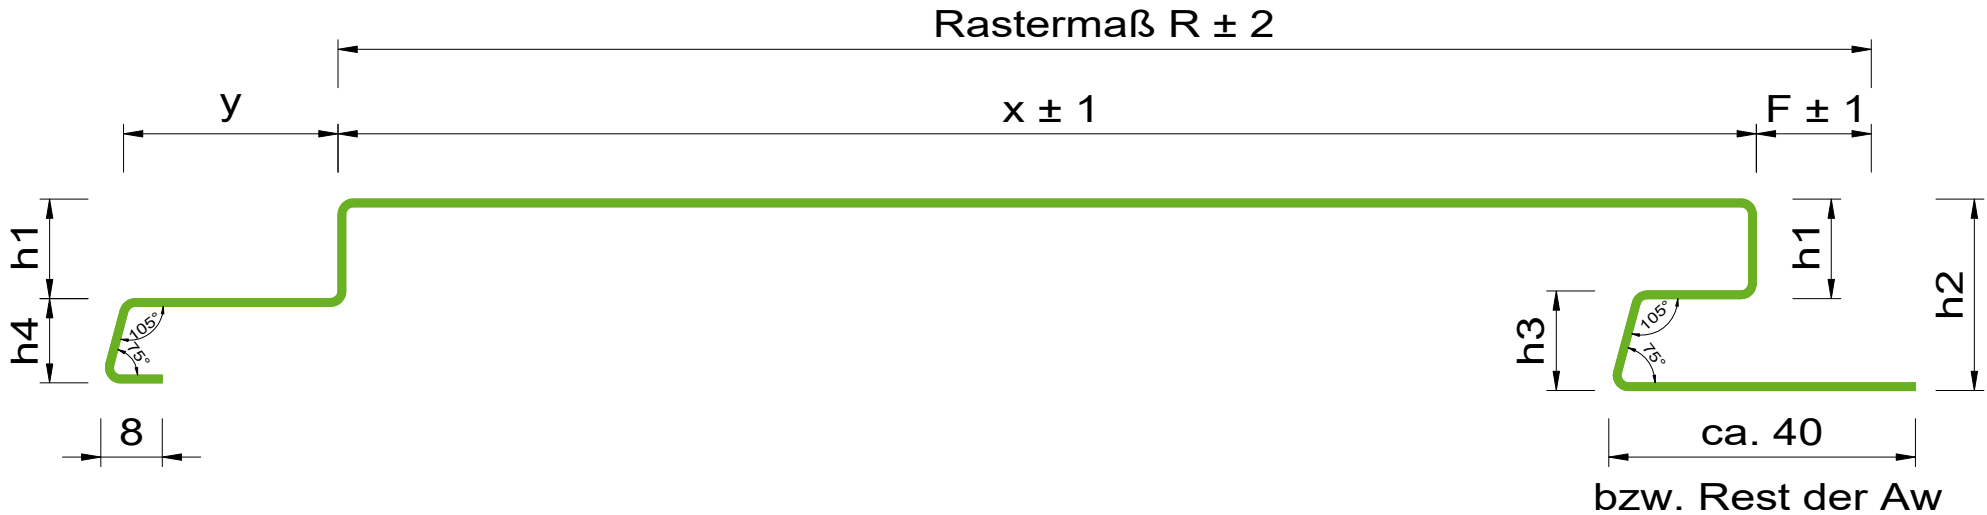 Rastermaß R ± 2
y
x ± 1
F ± 1
h1
h1
h2
h4
105°
75°
h3
105°
75°
8
ca. 40
bzw. Rest der Aw